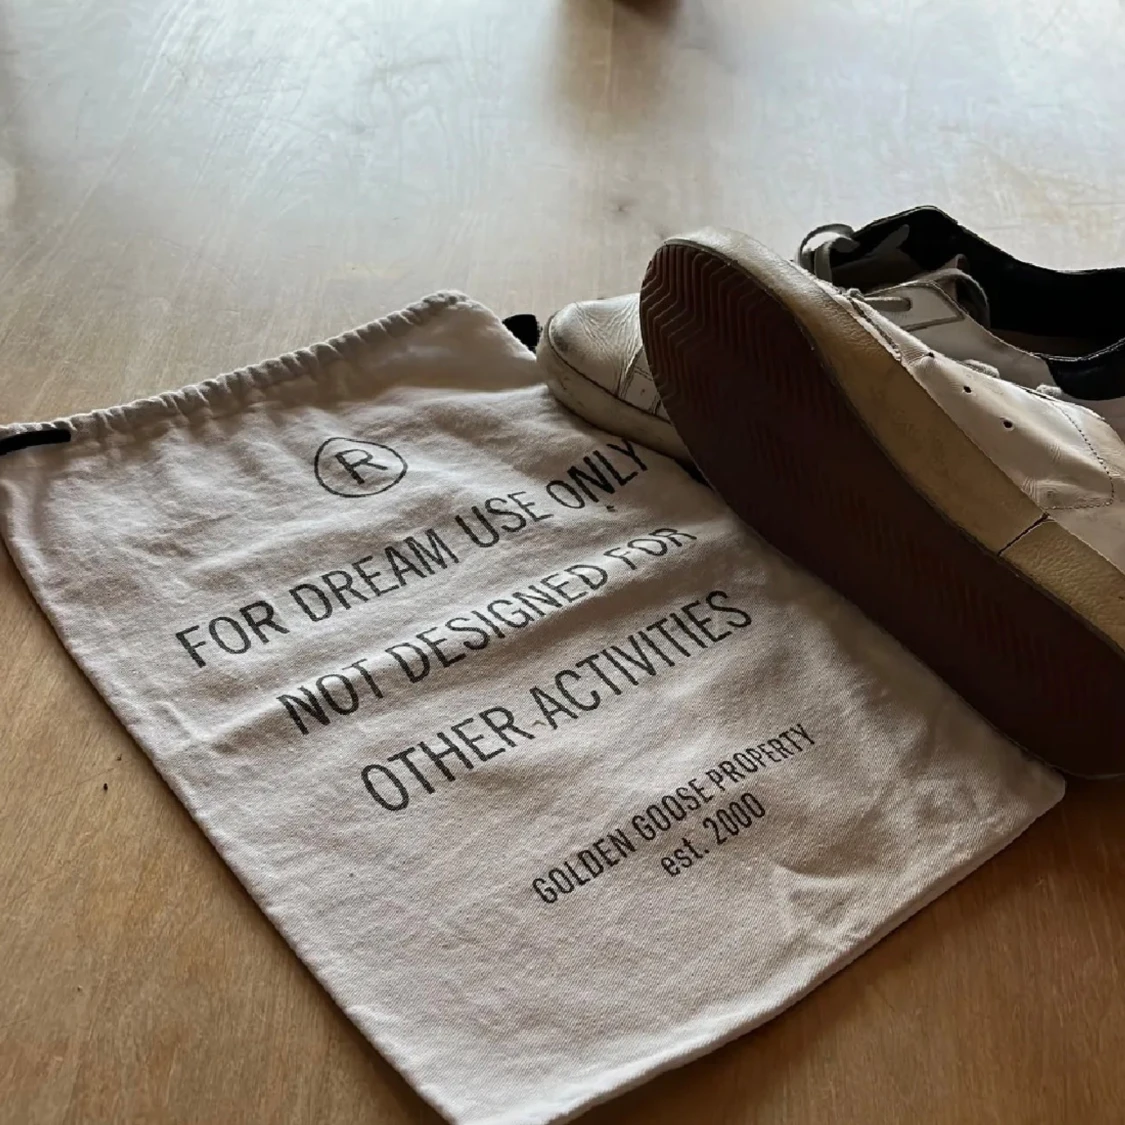 R
FOR DREAM USE ONLY
NOT DESIGNED FOR
OTHER ACTIVITIES
GOLDEN GOOSE PROPERTY
est. 2000